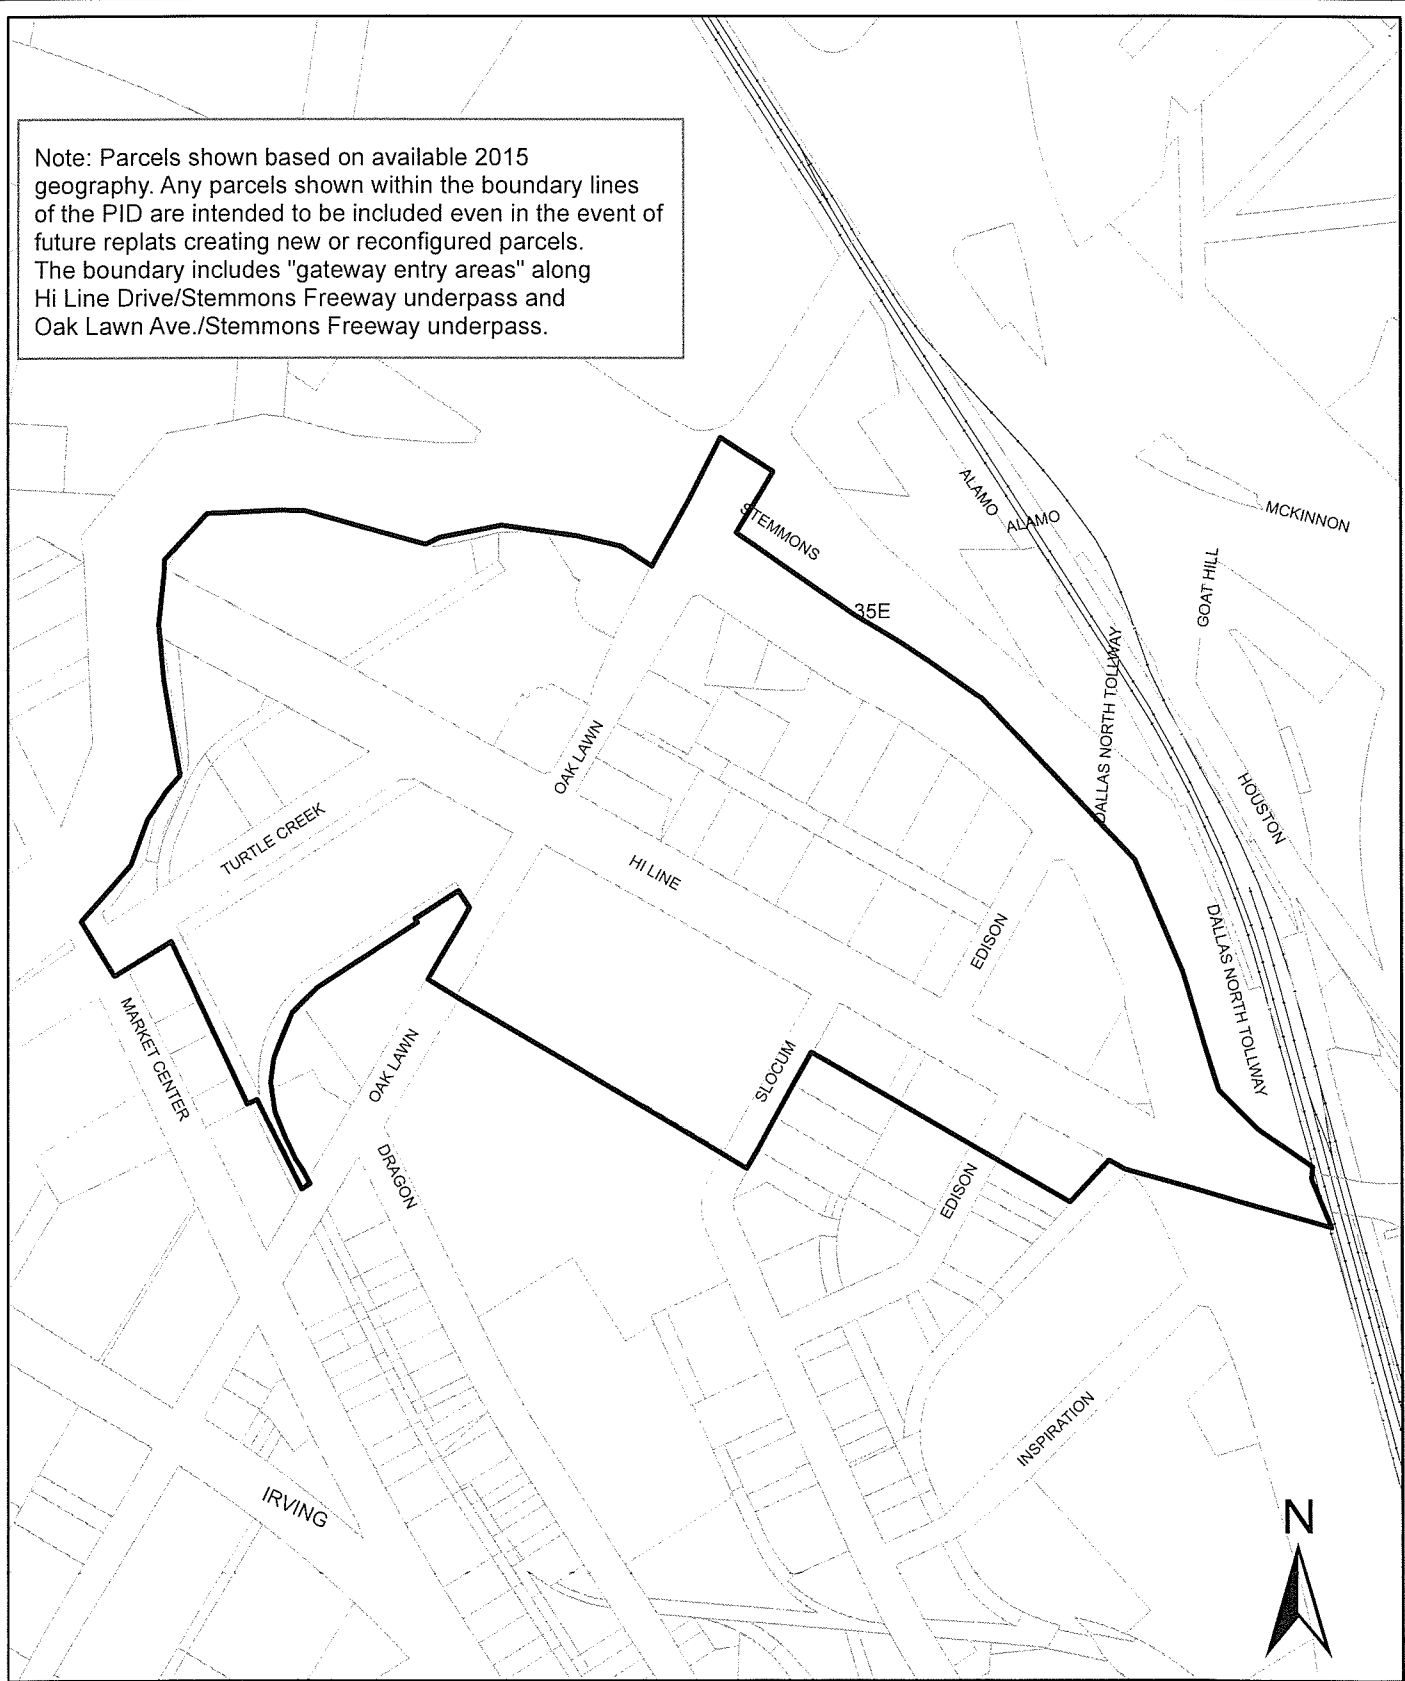 Note: Parcels shown based on available 2015
geography. Any parcels shown within the boundary lines
of the PID are intended to be included even in the event of
future replats creating new or reconfigured parcels.
The boundary includes "gateway entry areas" along
Hi Line Drive/Stemmons Freeway underpass and
Oak Lawn Ave./Stemmons Freeway underpass.
ALAMO
ALAMO
MCKINNON
STEMMONS
GOAT HILL
35E
DALLAS NORTH TOLLWAY
OAK LAWN
HOUSTON
TURTLE CREEK
HI LINE
EDISON
DALLAS NORTH TOLLWAY
MARKET CENTER
OAK LAWN
SLOCUM
DRAGON
EDISON
INSPIRATION
IRVING
N